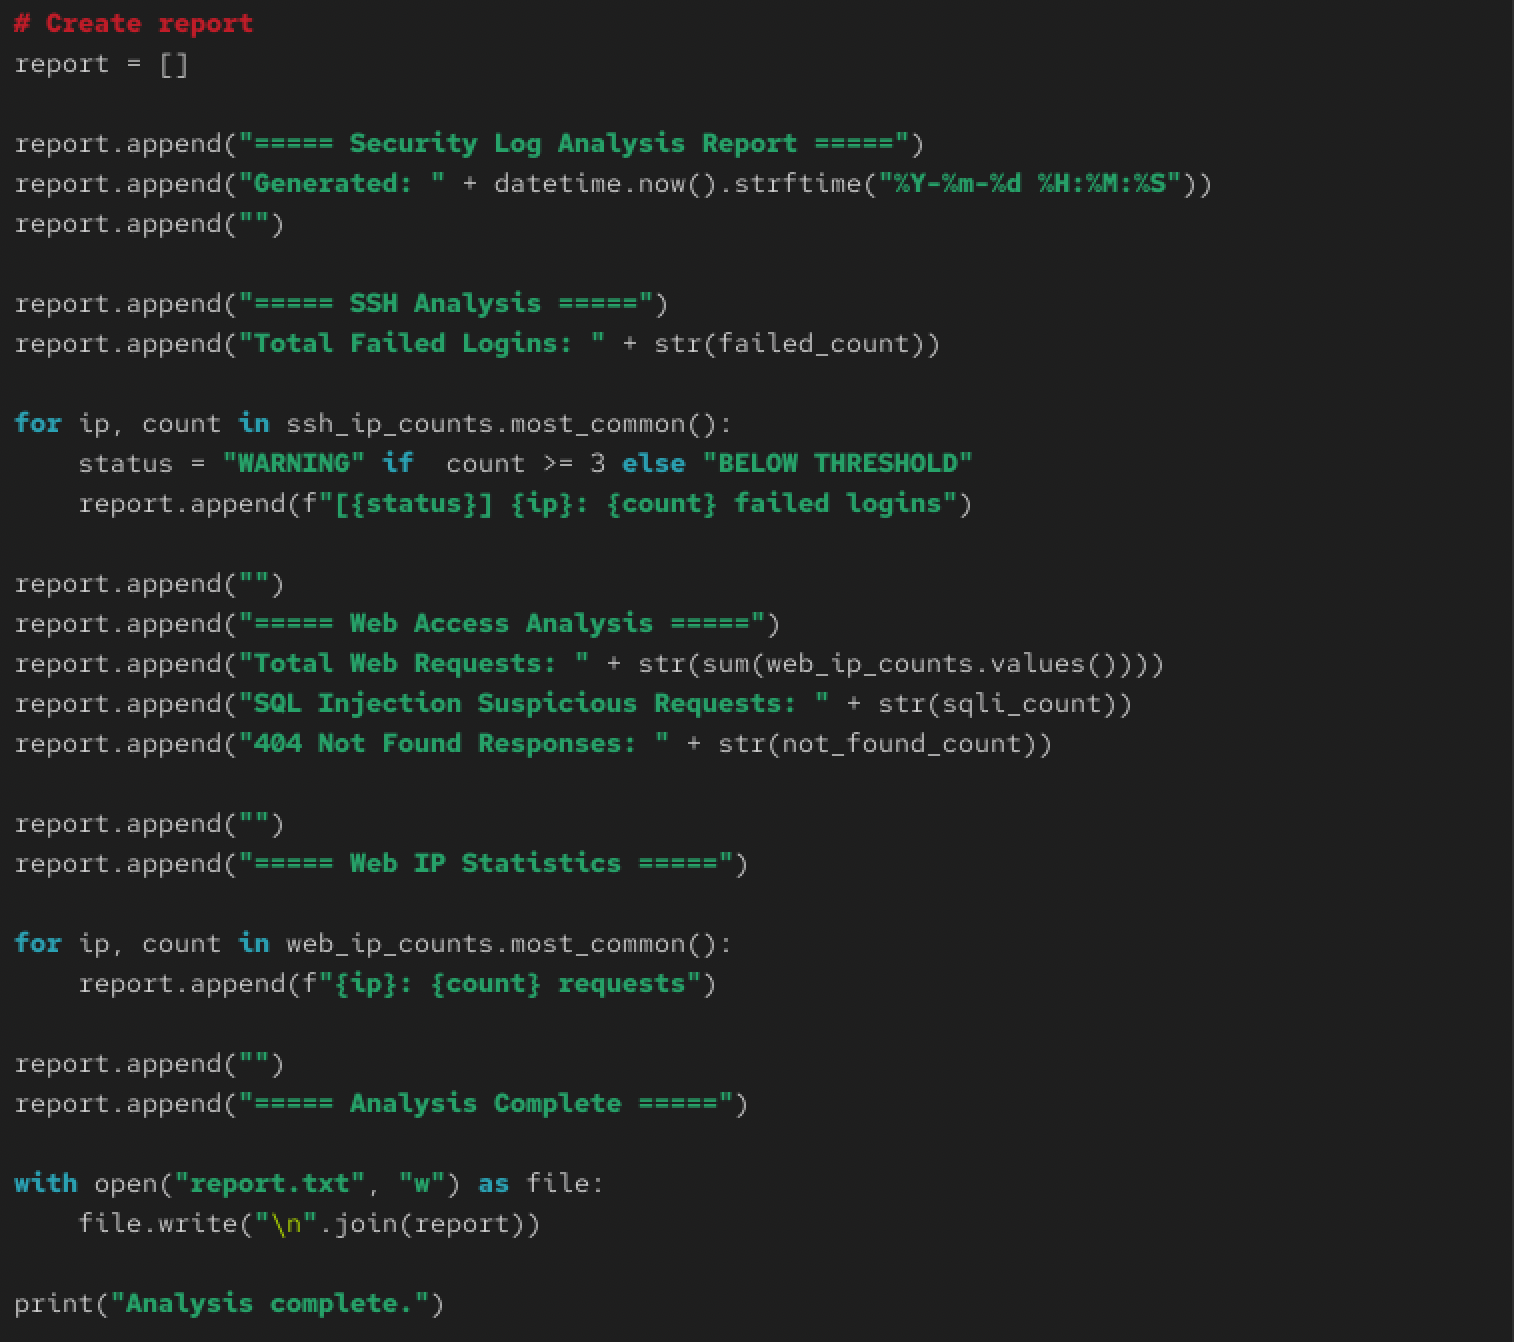 # Create report
report = []

report.append("===== Security Log Analysis Report =====")
report.append("Generated: " + datetime.now().strftime("%Y-%m-%d %H:%M:%S"))
report.append("")

report.append("===== SSH Analysis =====")
report.append("Total Failed Logins: " + str(failed_count))

for ip, count in ssh_ip_counts.most_common():
    status = "WARNING" if  count >= 3 else "BELOW THRESHOLD"
    report.append(f"[{status}] {ip}: {count} failed logins")

report.append("")
report.append("===== Web Access Analysis =====")
report.append("Total Web Requests: " + str(sum(web_ip_counts.values())))
report.append("SQL Injection Suspicious Requests: " + str(sqli_count))
report.append("404 Not Found Responses: " + str(not_found_count))

report.append("")
report.append("===== Web IP Statistics =====")

for ip, count in web_ip_counts.most_common():
    report.append(f"{ip}: {count} requests")

report.append("")
report.append("===== Analysis Complete =====")

with open("report.txt", "w") as file:
    file.write("\n".join(report))

print("Analysis complete.")